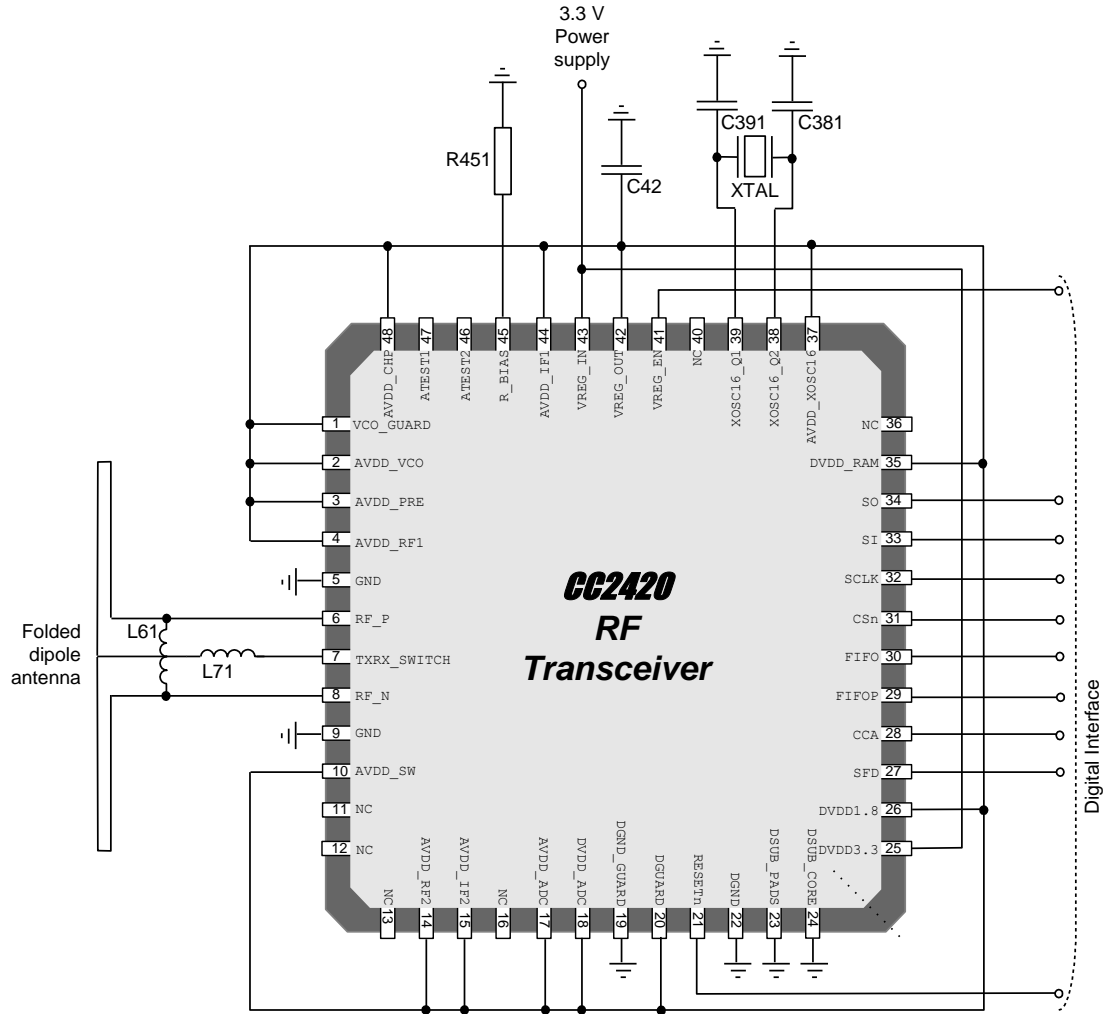 3.3 V
Power
supply
C391
C381
R451
C42
XTAL
48
47
46
45
44
43
42
41
40
39
38
37
AVDD_CHP
ATEST1
ATEST2
R_BIAS
AVDD_IF1
VREG_IN
VREG_OUT
VREG_EN
NC
XOSC16_Q1
XOSC16_Q2
AVDD_XOSC16
1 VCO_GUARD
2 AVDD_VCO
3 AVDD_PRE
4 AVDD_RF1
5 GND
6 RF_P
7 TXRX_SWITCH
8 RF_N
9 GND
10 AVDD_SW
11 NC
12 NC
Folded
dipole
antenna
L61
L71
CC2420
RF
Transceiver
NC 36
DVDD_RAM 35
SO 34
SI 33
SCLK 32
CSn 31
FIFO 30
FIFOP 29
CCA 28
SFD 27
DVDD1.8 26
DVDD3.3 25
Digital Interface
NC
AVDD_RF2
AVDD_IF2
NC
AVDD_ADC
DVDD_ADC
DGND_GUARD
DGUARD
RESETn
DGND
DSUB_PADS
DSUB_CORE
13
14
15
16
17
18
19
20
21
22
23
24